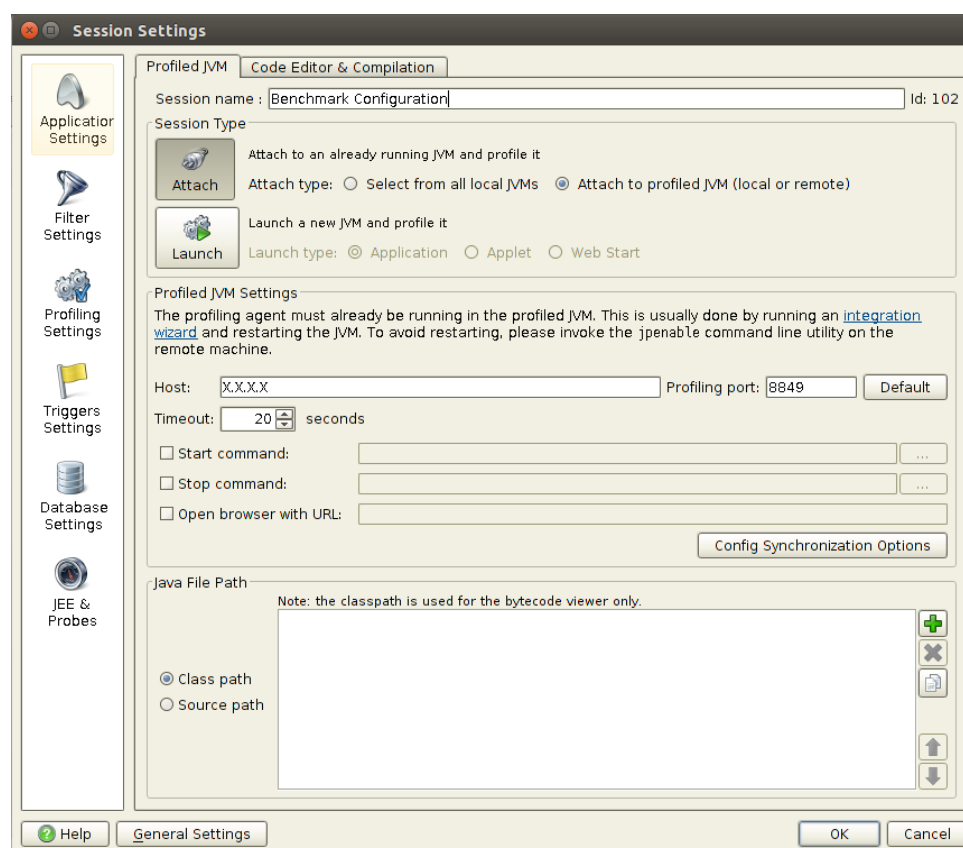 Session Settings
Profiled JVM
Code Editor & Compilation
Session name : Benchmark Configuration
Id: 102
Application
Settings
Filter
Settings
Profiling
Settings
Triggers
Settings
Database
Settings
JEE &
Probes
Session Type
Attach
Attach to an already running JVM and profile it
Attach type: Select from all local JVMs Attach to profiled JVM (local or remote)
Launch
Launch a new JVM and profile it
Launch type: Application Applet Web Start
Profiled JVM Settings
The profiling agent must already be running in the profiled JVM. This is usually done by running an integration
wizard and restarting the JVM. To avoid restarting, please invoke the jpenable command line utility on the
remote machine.
Host: X.X.X.X Profiling port: 8849 Default
Timeout: 20 seconds
Start command: ...
Stop command: ...
Open browser with URL:
Config Synchronization Options
Java File Path
Note: the classpath is used for the bytecode viewer only.
Class path
Source path
Help
General Settings
OK
Cancel